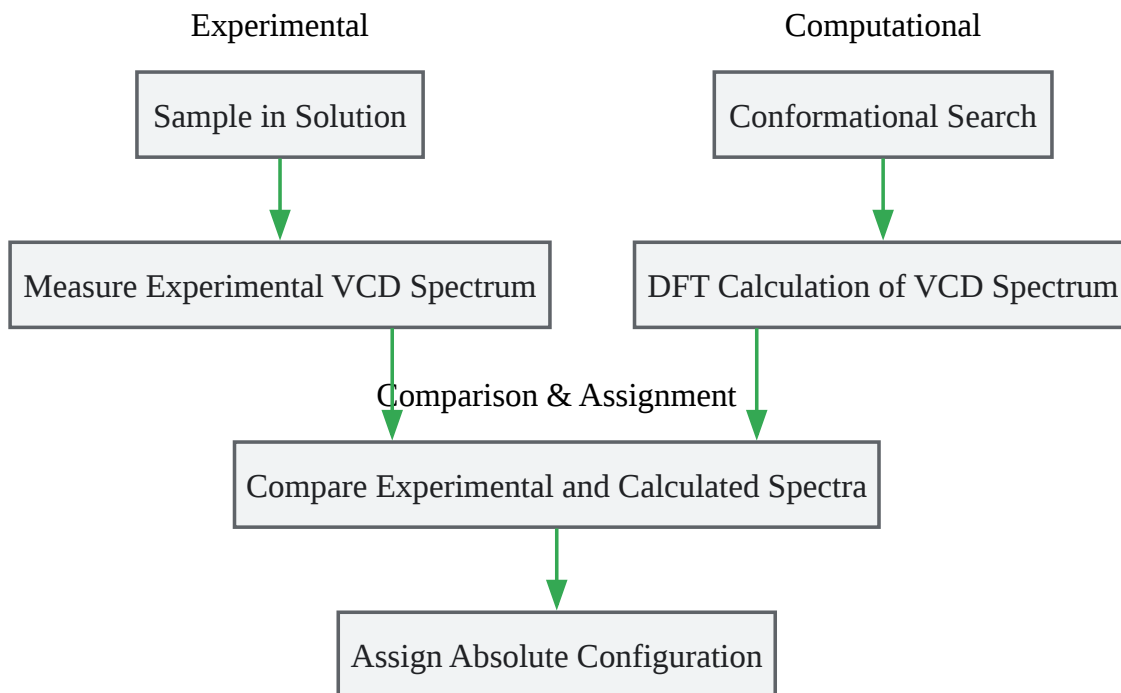 Experimental
Computational
Sample in Solution
Conformational Search
Measure Experimental VCD Spectrum
DFT Calculation of VCD Spectrum
Comparison & Assignment
Compare Experimental and Calculated Spectra
Assign Absolute Configuration